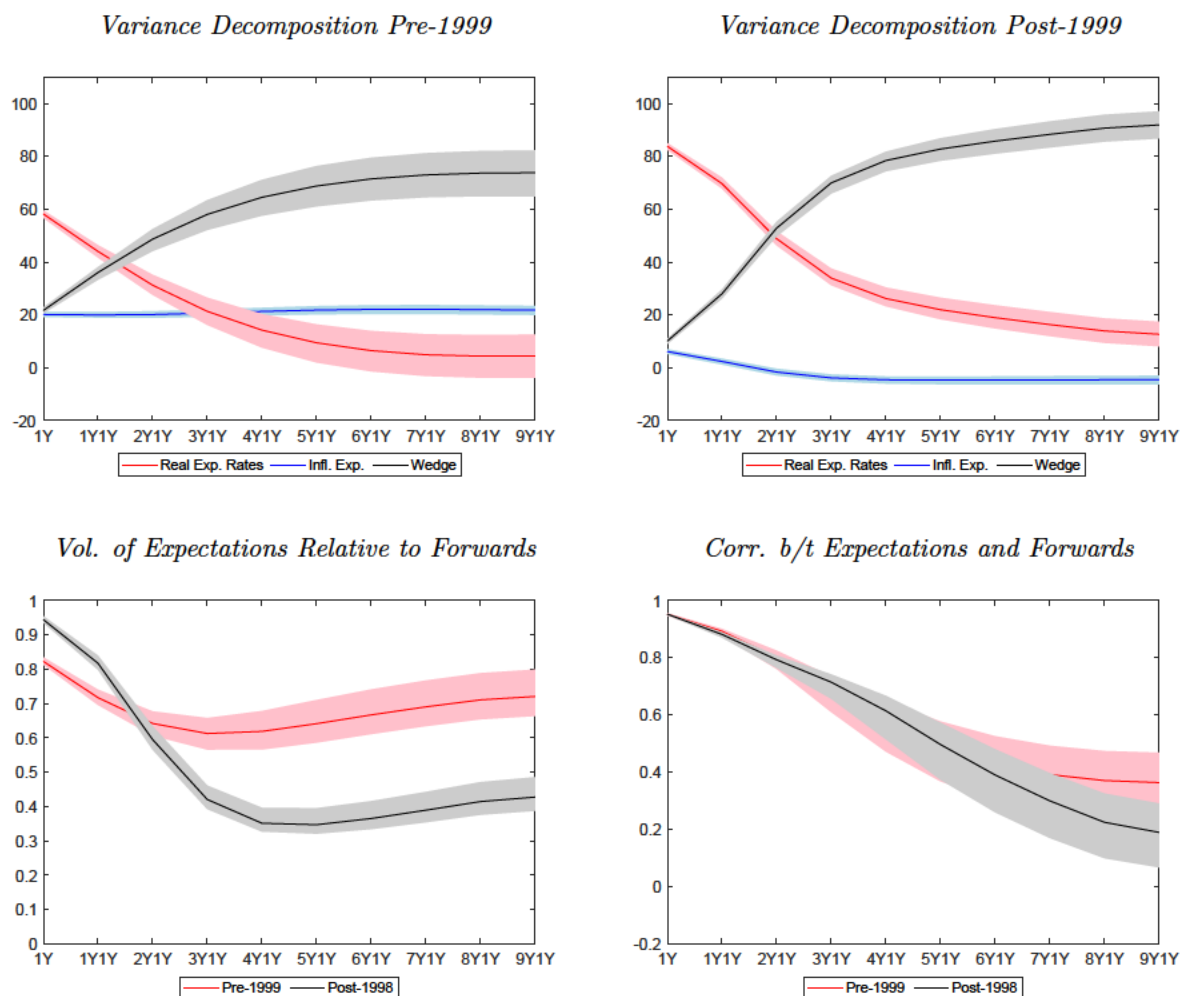 Variance Decomposition Pre-1999
100
80
60
40
20
0
-20
1Y 1Y1Y 2Y1Y 3Y1Y 4Y1Y 5Y1Y 6Y1Y 7Y1Y 8Y1Y 9Y1Y
Real Exp. Rates Infl. Exp. Wedge
Variance Decomposition Post-1999
100
80
60
40
20
0
-20
1Y 1Y1Y 2Y1Y 3Y1Y 4Y1Y 5Y1Y 6Y1Y 7Y1Y 8Y1Y 9Y1Y
Real Exp. Rates Infl. Exp. Wedge
Vol. of Expectations Relative to Forwards
1
0.9
0.8
0.7
0.6
0.5
0.4
0.3
0.2
0.1
0
1Y 1Y1Y 2Y1Y 3Y1Y 4Y1Y 5Y1Y 6Y1Y 7Y1Y 8Y1Y 9Y1Y
Pre-1999 Post-1998
Corr. b/t Expectations and Forwards
1
0.8
0.6
0.4
0.2
0
-0.2
1Y 1Y1Y 2Y1Y 3Y1Y 4Y1Y 5Y1Y 6Y1Y 7Y1Y 8Y1Y 9Y1Y
Pre-1999 Post-1998